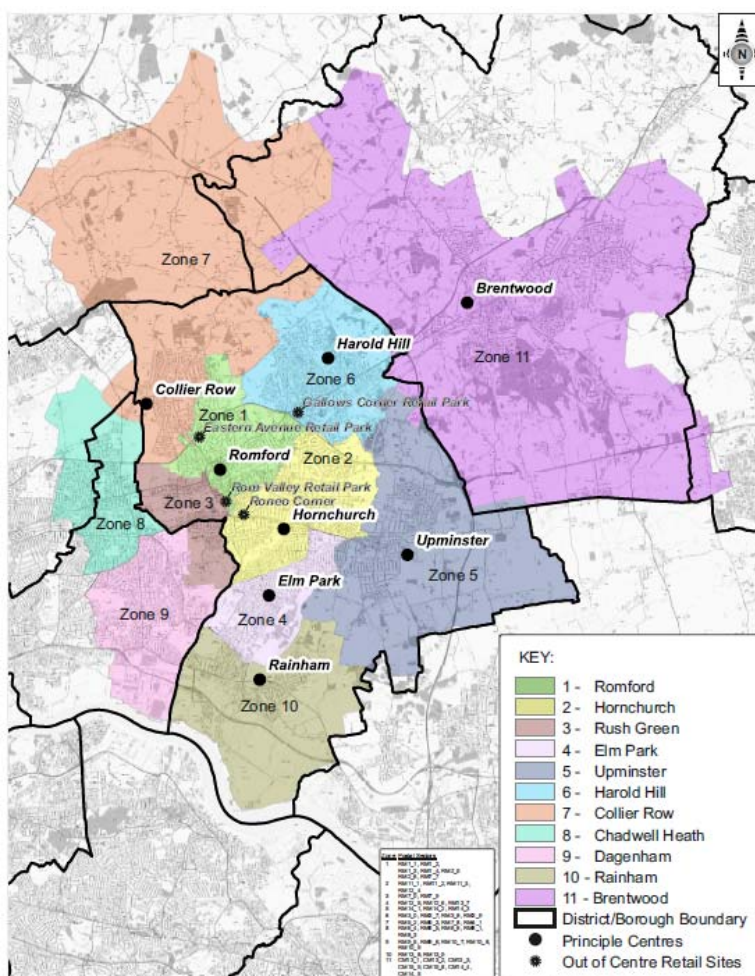 N
Zone 7
Brentwood
Zone 11
Harold Hill
Zone 6
Collier Row
Gallows Corner Retail Park
Zone 1
Eastern Avenue Retail Park
Zone 2
Romford
Rom Valley Retail Park
Zone 3
Roneo Corner
Zone 8
Hornchurch
Upminster
Zone 5
Elm Park
Zone 9
Zone 4
Rainham
Zone 10
KEY:
1 - Romford
2 - Hornchurch
3 - Rush Green
4 - Elm Park
5 - Upminster
6 - Harold Hill
7 - Collier Row
8 - Chadwell Heath
9 - Dagenham
10 - Rainham
11 - Brentwood
District/Borough Boundary
Principle Centres
Out of Centre Retail Sites